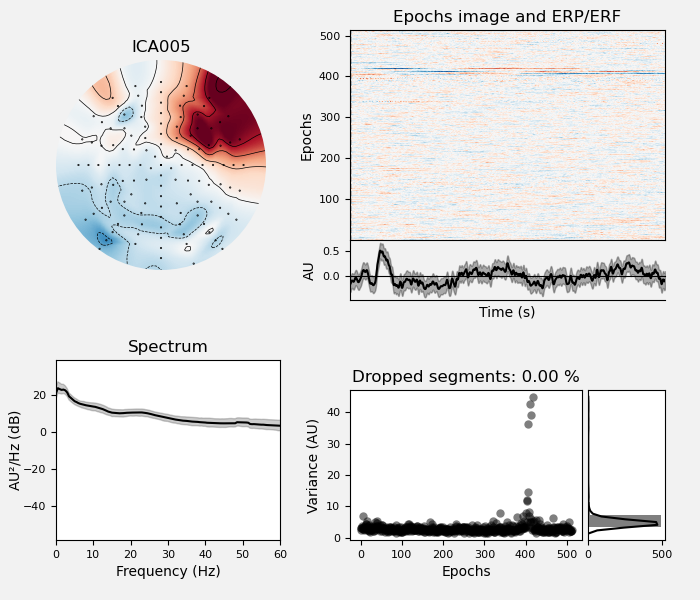 ICA005
Epochs image and ERP/ERF
500
400
300
200
100
Epochs
0.5
0.0
AU
Time (s)
Spectrum
20
0
−20
−40
AU²/Hz (dB)
0 10 20 30 40 50 60
Frequency (Hz)
Dropped segments: 0.00 %
40
30
20
10
0
Variance (AU)
0 100 200 300 400 500
Epochs
0 500